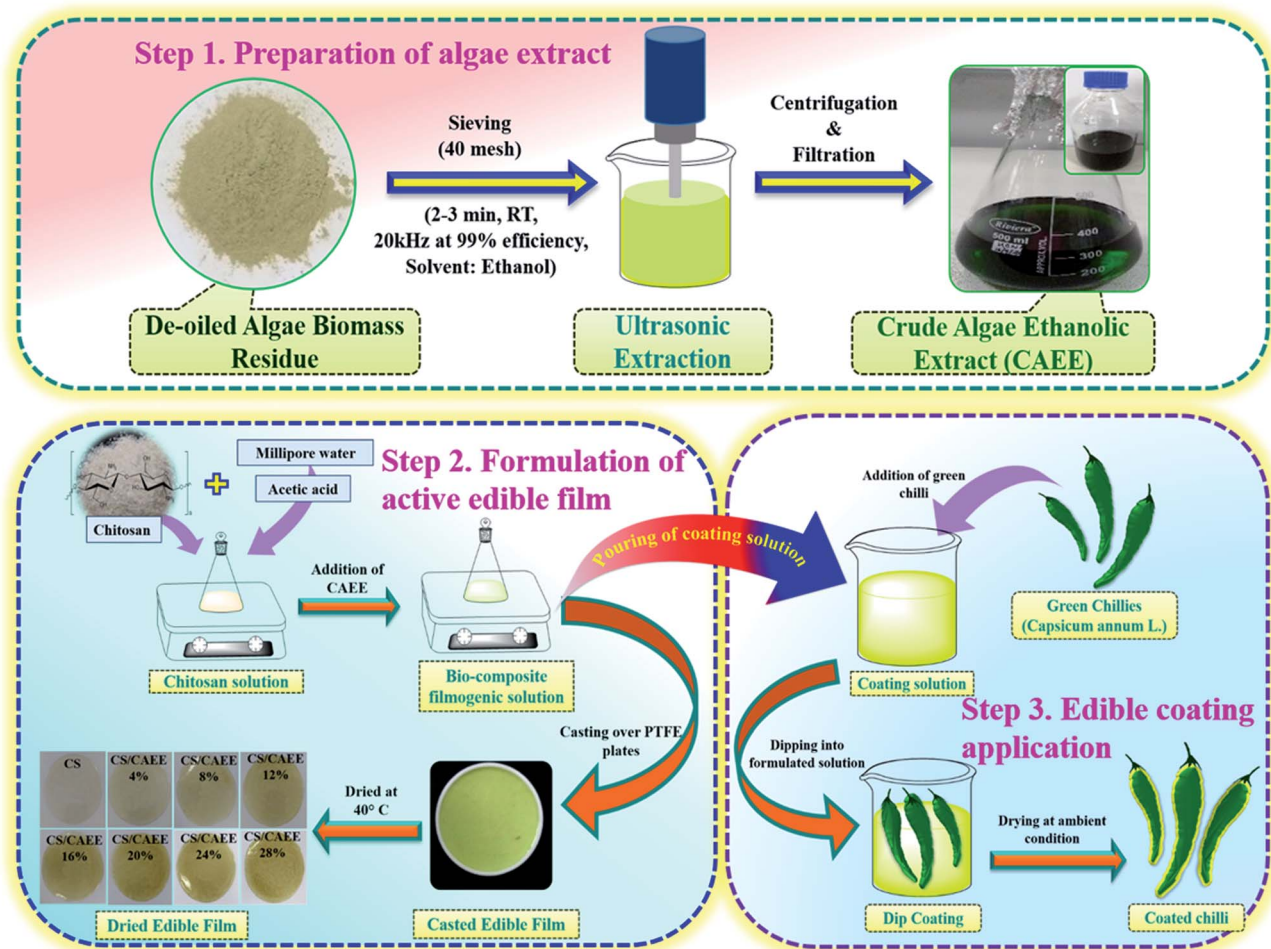 Step 1. Preparation of algae extract
Sieving
(40 mesh)
(2-3 min, RT,
20kHz at 99% efficiency,
Solvent: Ethanol)
Centrifugation
&
Filtration
Riviera
500 ml
APPROX.VOL
400
300
200
De-oiled Algae Biomass
Residue
Ultrasonic
Extraction
Crude Algae Ethanolic
Extract (CAEE)
Step 2. Formulation of
active edible film
Chitosan
Millipore water
Acetic acid
Addition of
CAEE
Chitosan solution
Bio-composite
filmogenic solution
Pouring of coating solution
Casting over PTFE
plates
Dried at
40° C
CS
CS/CAEE
4%
CS/CAEE
8%
CS/CAEE
12%
CS/CAEE
16%
CS/CAEE
20%
CS/CAEE
24%
CS/CAEE
28%
Dried Edible Film
Casted Edible Film
Addition of green
chilli
Green Chillies
(Capsicum annum L.)
Coating solution
Step 3. Edible coating
application
Dipping into
formulated solution
Drying at ambient
condition
Dip Coating
Coated chilli